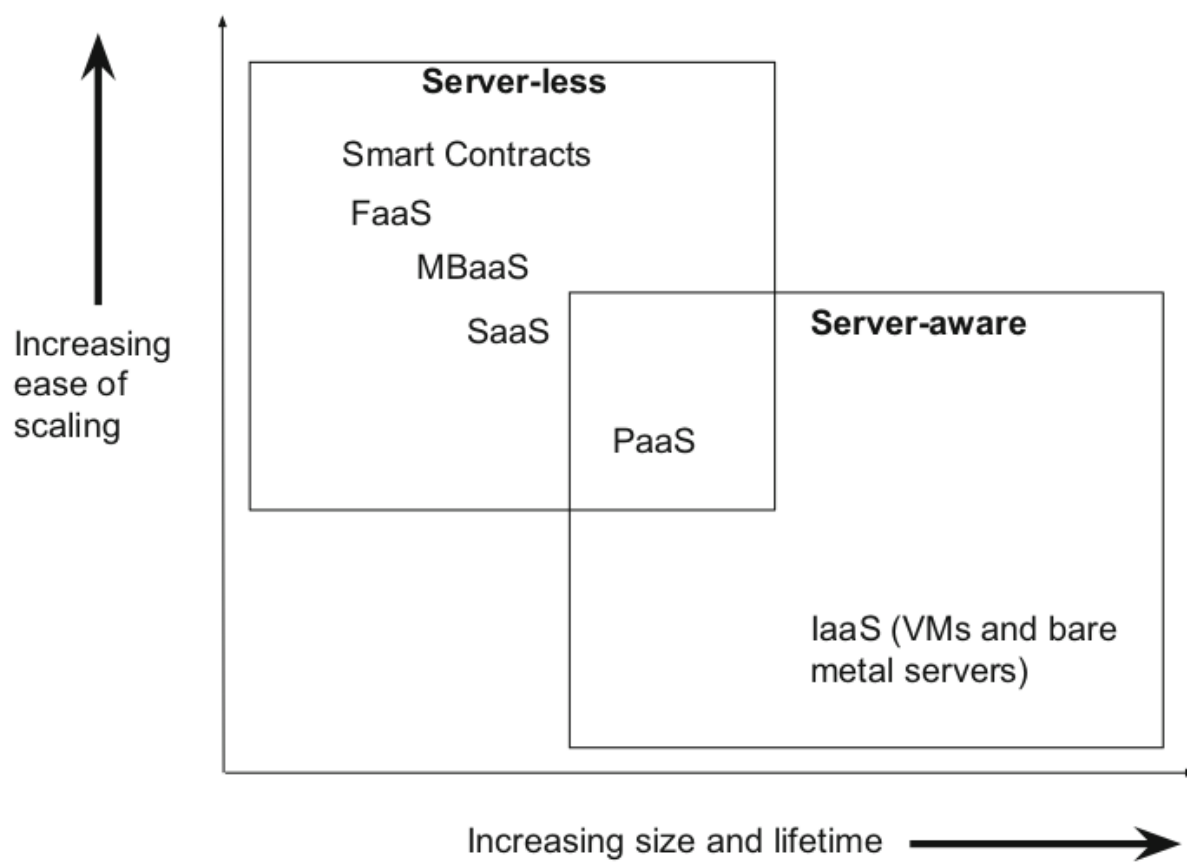 Server-less
Smart Contracts
FaaS
MBaaS
SaaS
Server-aware
Increasing
ease of
scaling
PaaS
IaaS (VMs and bare
metal servers)
Increasing size and lifetime